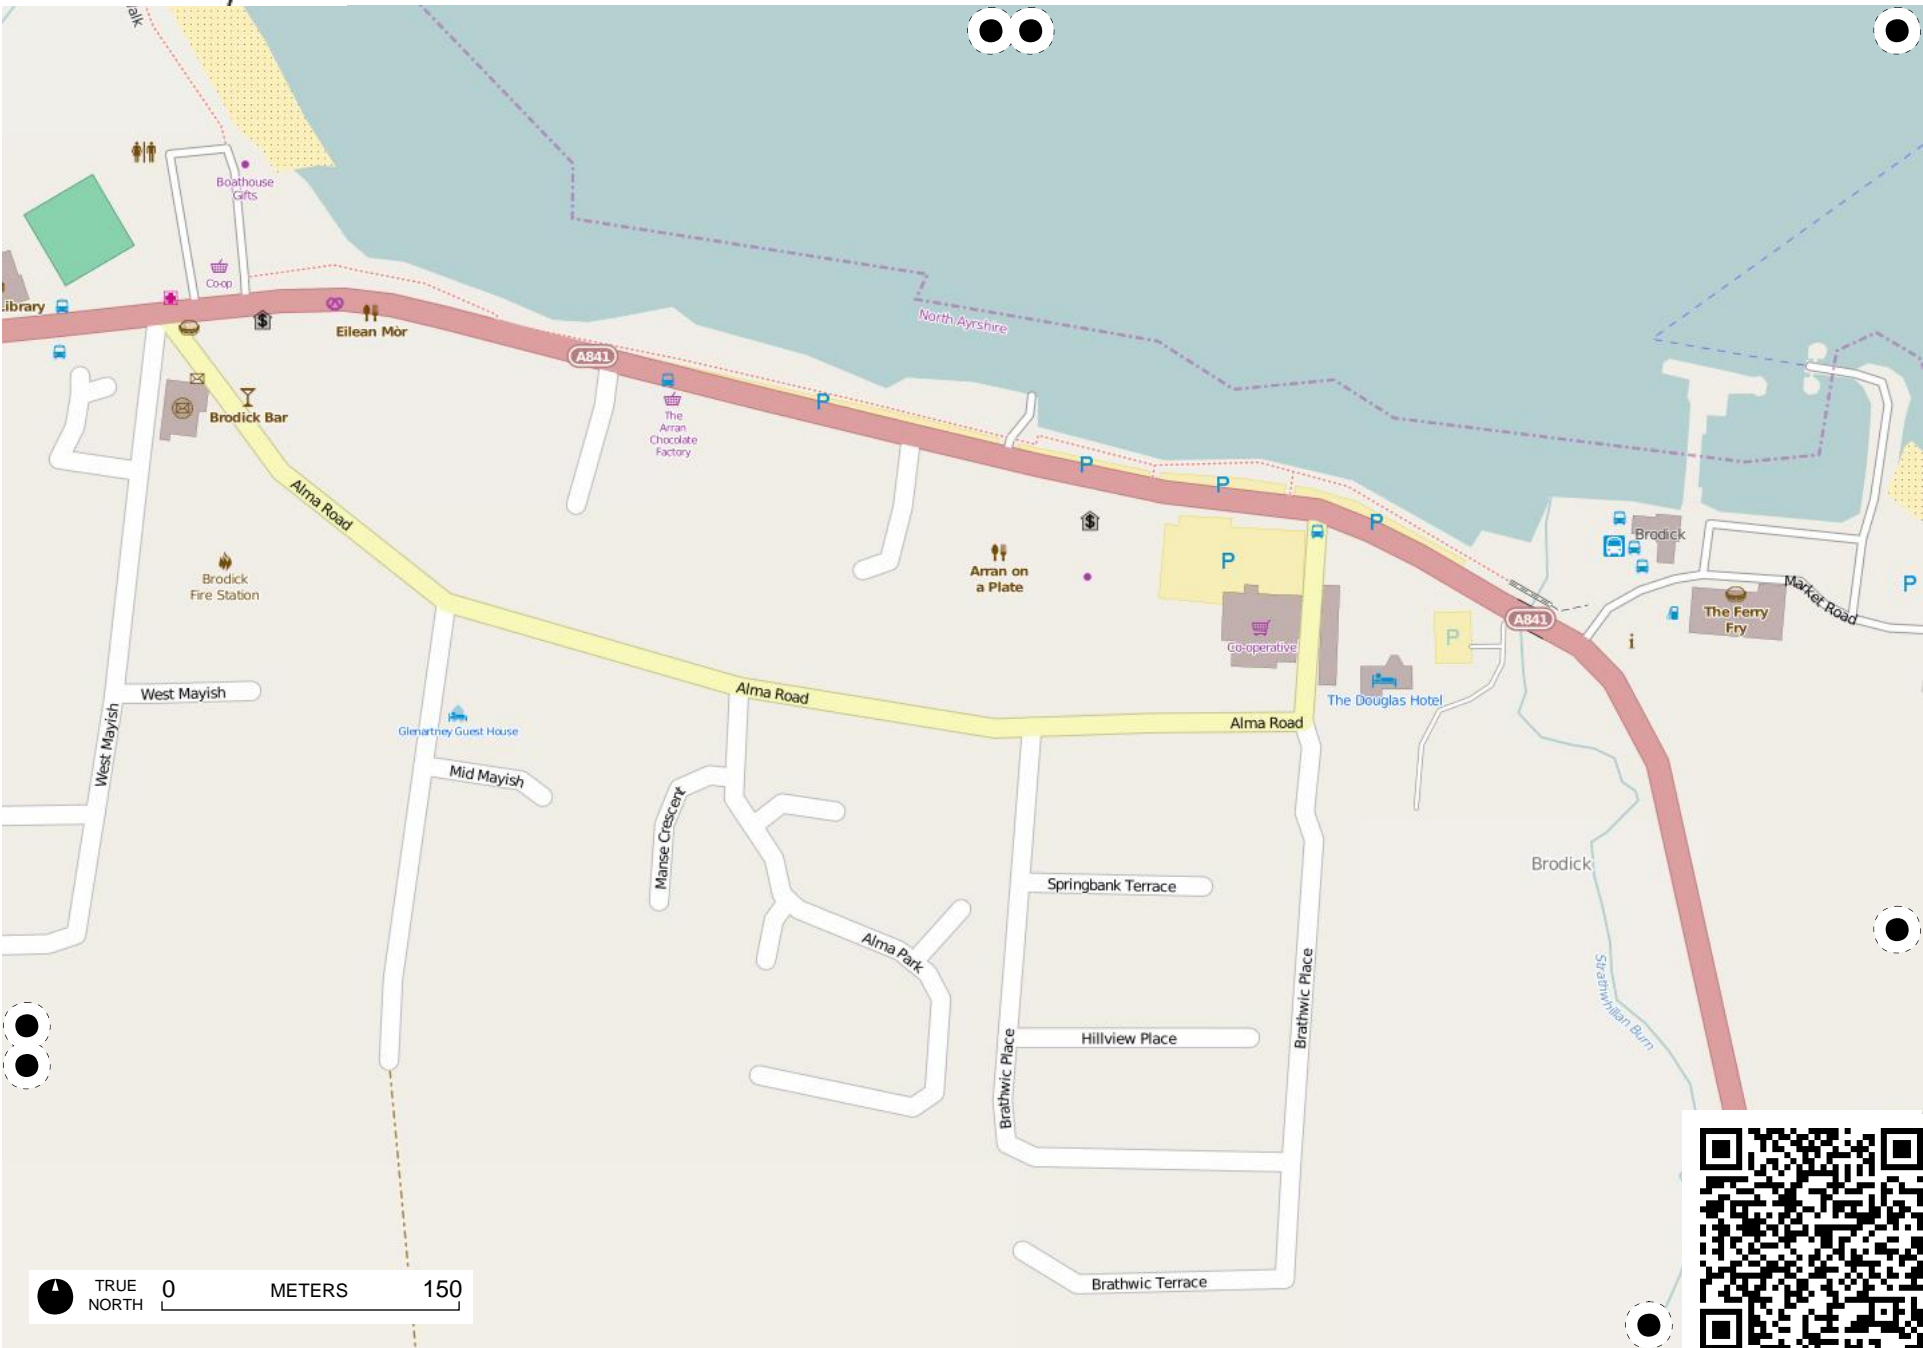 alk
Boathouse
Gifts
Co-op
Library
Eilean Mòr
North Ayrshire
A841
The
Arran
Chocolate
Factory
P
Brodick Bar
P
P
P
Alma Road
Brodick
Fire Station
Arran on
a Plate
P
Brodick
P
Market Road
The Ferry
Fry
A841
P
Co-operative
The Douglas Hotel
West Mayish
West Mayish
Glenartney Guest House
Alma Road
Alma Road
Mid Mayish
Manse Crescent
Brodick
Springbank Terrace
Alma Park
Brathwic Place
Strathwhillan Burn
Hillview Place
Brathwic Place
Brathwic Terrace
TRUE
NORTH
0 METERS 150